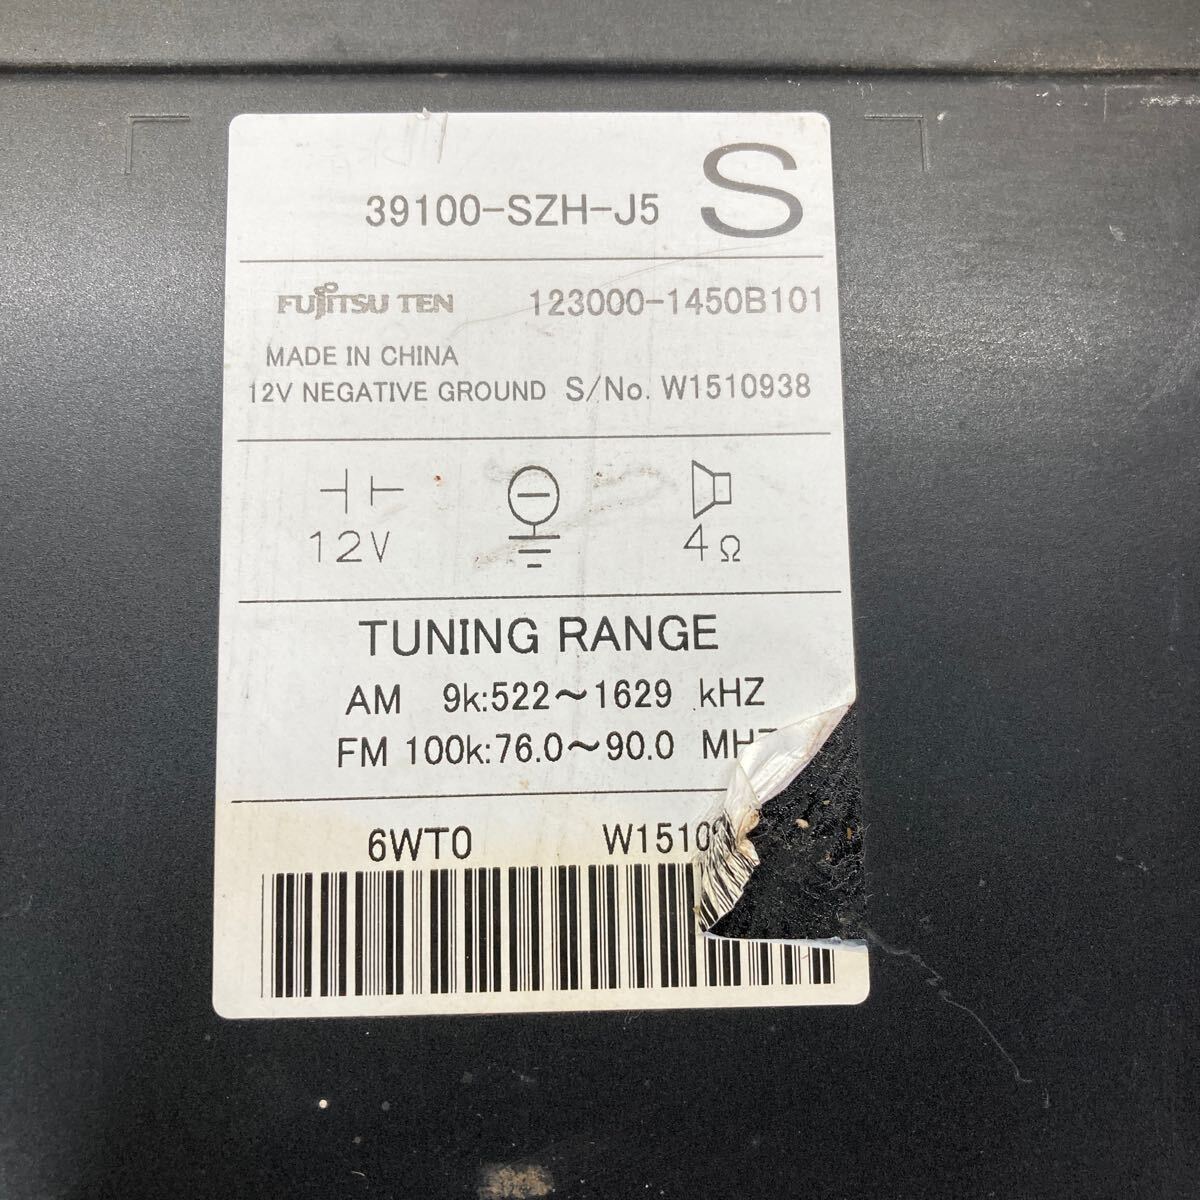 39100-SZH-J5 S
FUJITSU TEN 123000-1450B101
MADE IN CHINA
12V NEGATIVE GROUND S/No. W1510938
12V 4Ω
TUNING RANGE
AM 9k:522～1629 kHZ
FM 100k:76.0～90.0
6WT0